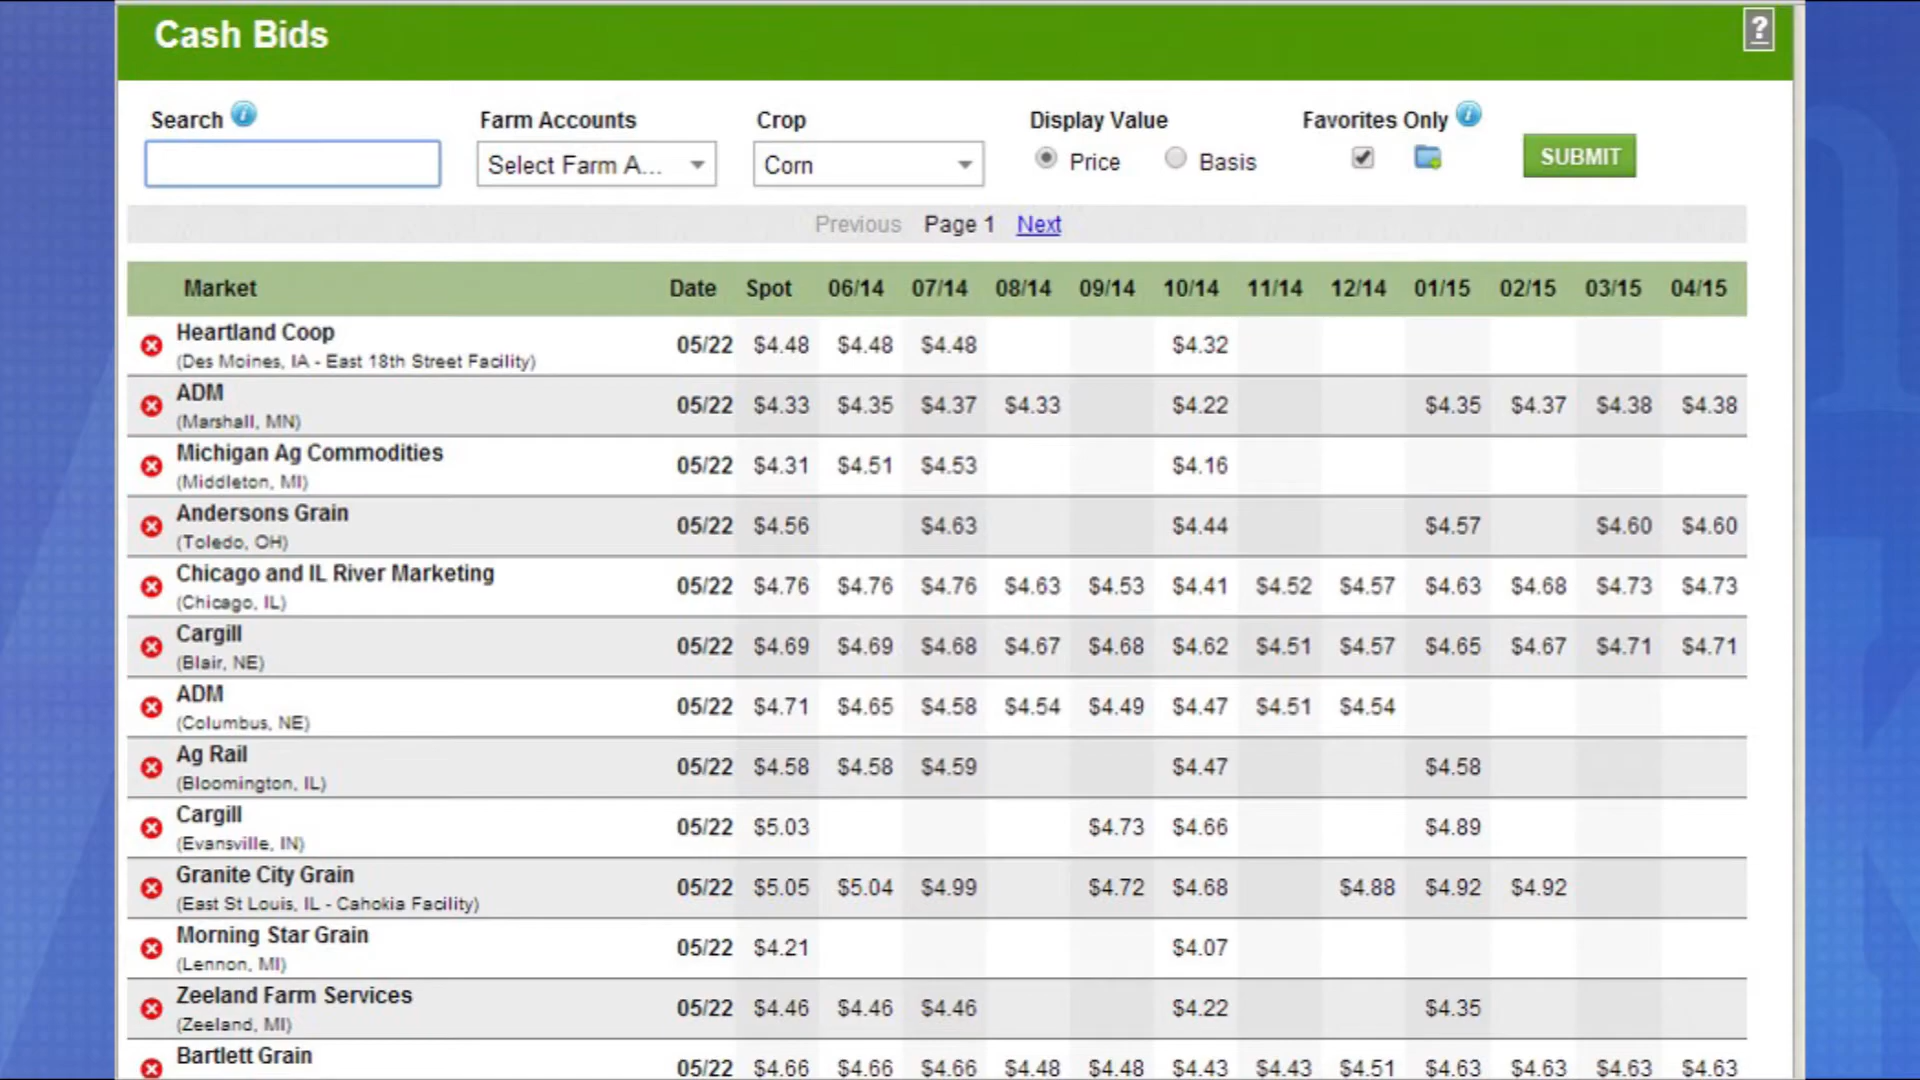 Cash Bids
?
Search
Farm Accounts
Crop
Display Value
Favorites Only
Select Farm A...
Corn
Price
Basis
SUBMIT
Previous Page 1 Next
Market Date Spot 06/14 07/14 08/14 09/14 10/14 11/14 12/14 01/15 02/15 03/15 04/15
Heartland Coop
(Des Moines, IA - East 18th Street Facility)
05/22 $4.48 $4.48 $4.48 $4.32
ADM
(Marshall, MN)
05/22 $4.33 $4.35 $4.37 $4.33 $4.22 $4.35 $4.37 $4.38 $4.38
Michigan Ag Commodities
(Middleton, MI)
05/22 $4.31 $4.51 $4.53 $4.16
Andersons Grain
(Toledo, OH)
05/22 $4.56 $4.63 $4.44 $4.57 $4.60 $4.60
Chicago and IL River Marketing
(Chicago, IL)
05/22 $4.76 $4.76 $4.76 $4.63 $4.53 $4.41 $4.52 $4.57 $4.63 $4.68 $4.73 $4.73
Cargill
(Blair, NE)
05/22 $4.69 $4.69 $4.68 $4.67 $4.68 $4.62 $4.51 $4.57 $4.65 $4.67 $4.71 $4.71
ADM
(Columbus, NE)
05/22 $4.71 $4.65 $4.58 $4.54 $4.49 $4.47 $4.51 $4.54
Ag Rail
(Bloomington, IL)
05/22 $4.58 $4.58 $4.59 $4.47 $4.58
Cargill
(Evansville, IN)
05/22 $5.03 $4.73 $4.66 $4.89
Granite City Grain
(East St Louis, IL - Cahokia Facility)
05/22 $5.05 $5.04 $4.99 $4.72 $4.68 $4.88 $4.92 $4.92
Morning Star Grain
(Lennon, MI)
05/22 $4.21 $4.07
Zeeland Farm Services
(Zeeland, MI)
05/22 $4.46 $4.46 $4.46 $4.22 $4.35
Bartlett Grain
05/22 $4.66 $4.66 $4.66 $4.48 $4.48 $4.43 $4.43 $4.51 $4.63 $4.63 $4.63 $4.63